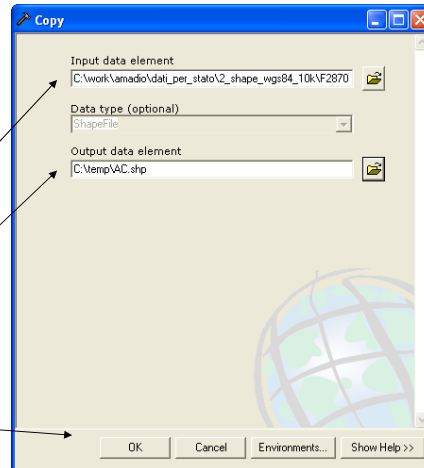 Copy
Input data element
C:\work\amadio\dati_per_stato\2_shape_wgs84_10k\F2870
Data type (optional)
ShapeFile
Output data element
C:\temp\AC.shp
OK
Cancel
Environments...
Show Help >>